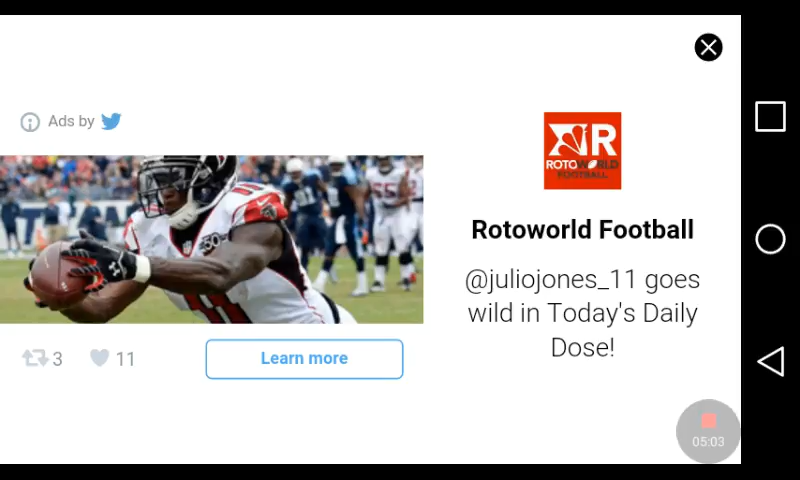 Ads by
ROTOWORLD
FOOTBALL
Rotoworld Football
@juliojones_11 goes
wild in Today's Daily
Dose!
3
11
Learn more
05:03
11